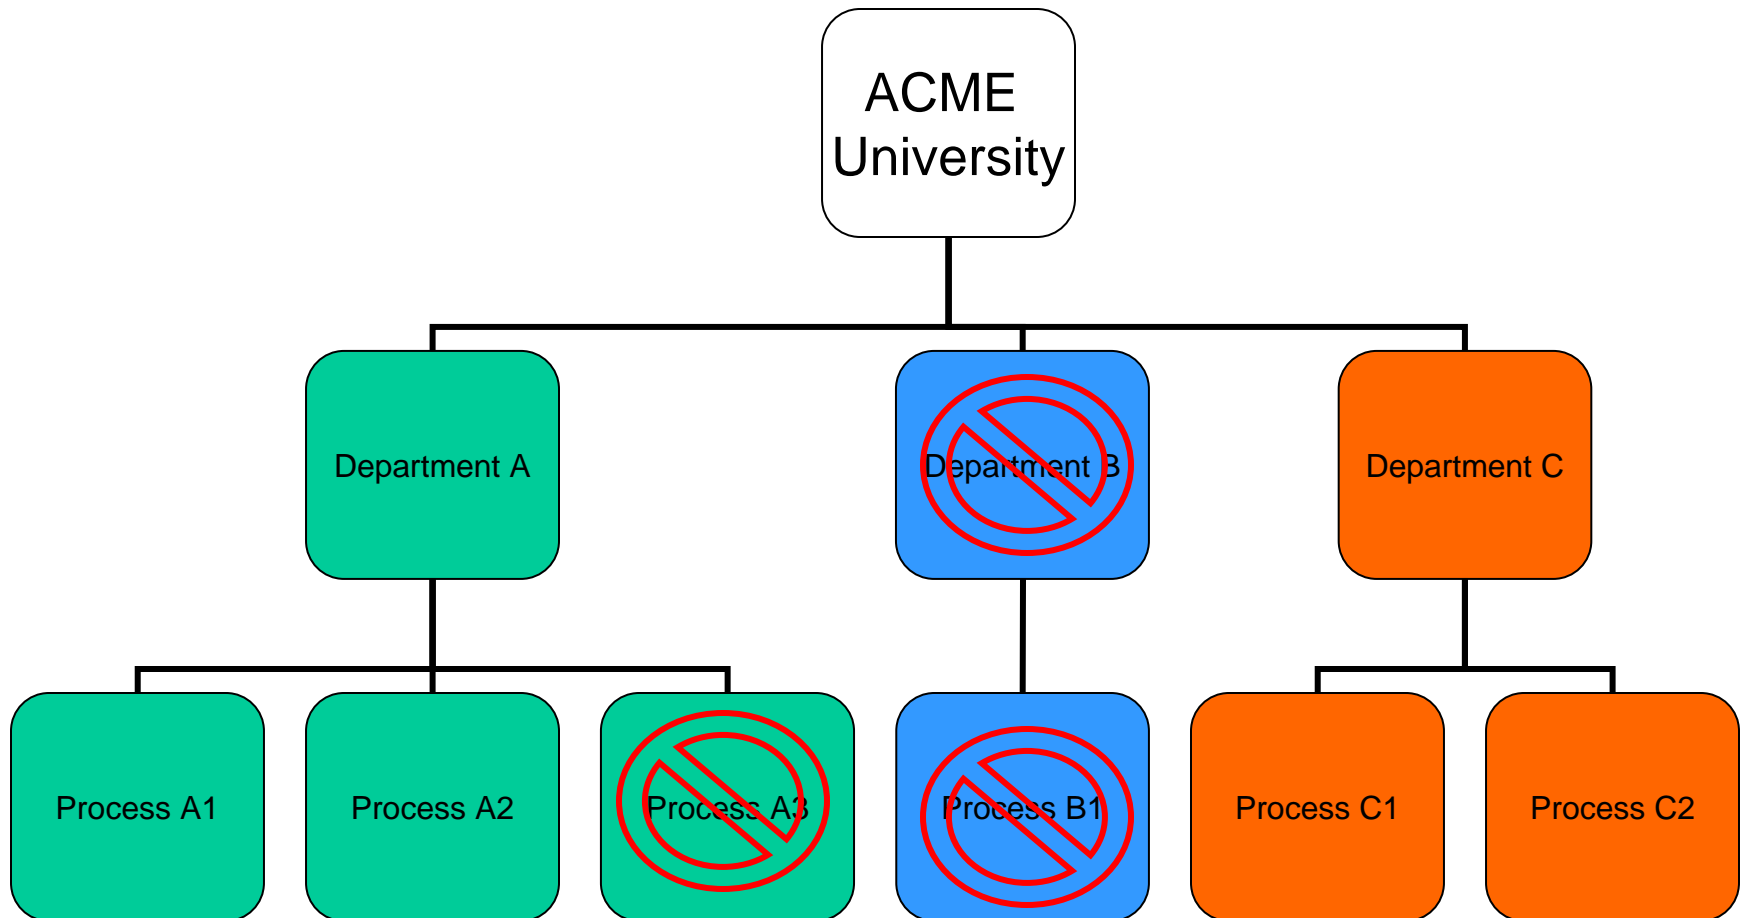 ACME
University
Department A
Department B
Department C
Process A1
Process A2
Process A3
Process B1
Process C1
Process C2